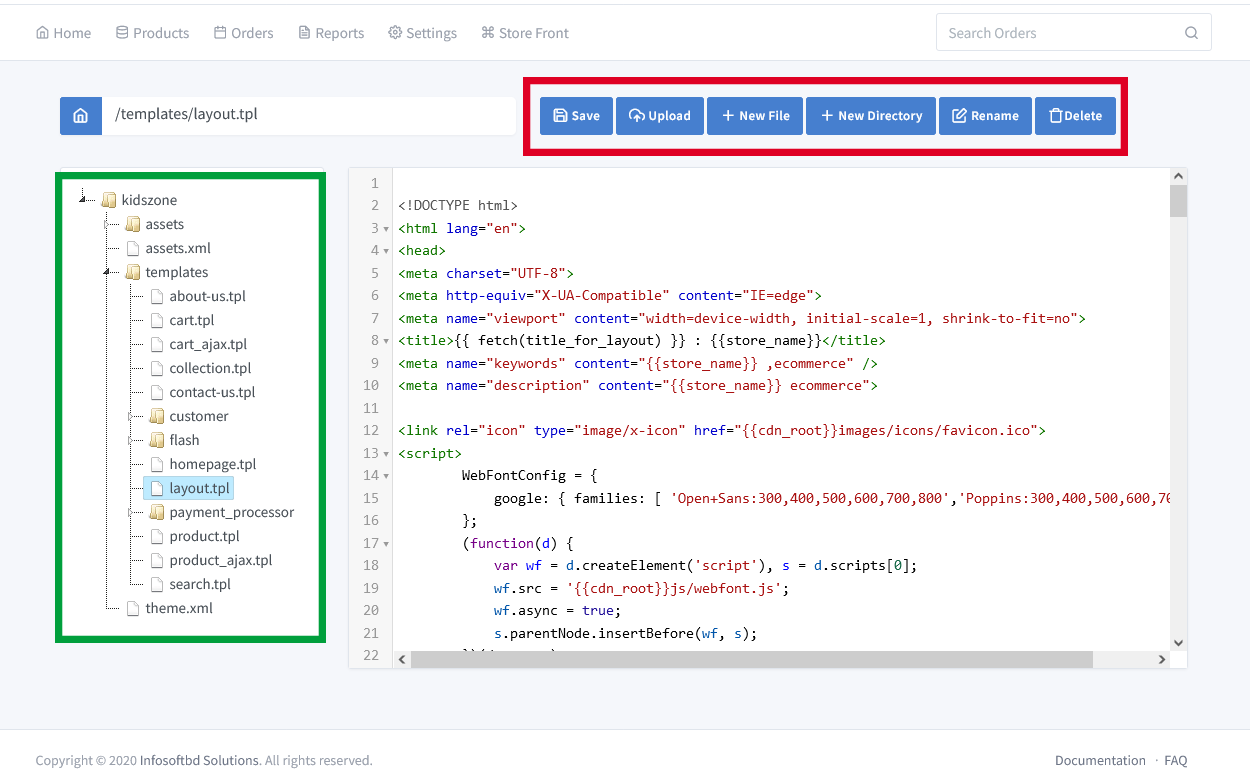 Home Products Orders Reports Settings Store Front Search Orders
/templates/layout.tpl Save Upload + New File + New Directory Rename Delete
kidszone
assets
assets.xml
templates
about-us.tpl
cart.tpl
cart_ajax.tpl
collection.tpl
contact-us.tpl
customer
flash
homepage.tpl
layout.tpl
payment_processor
product.tpl
product_ajax.tpl
search.tpl
theme.xml
1
2 <!DOCTYPE html>
3 <html lang="en">
4 <head>
5 <meta charset="UTF-8">
6 <meta http-equiv="X-UA-Compatible" content="IE=edge">
7 <meta name="viewport" content="width=device-width, initial-scale=1, shrink-to-fit=no">
8 <title>{{ fetch(title_for_layout) }} : {{store_name}}</title>
9 <meta name="keywords" content="{{store_name}} ,ecommerce" />
10 <meta name="description" content="{{store_name}} ecommerce">
11
12 <link rel="icon" type="image/x-icon" href="{{cdn_root}}images/icons/favicon.ico">
13 <script>
14 WebFontConfig = {
15 google: { families: [ 'Open+Sans:300,400,500,600,700,800','Poppins:300,400,500,600,70
16 };
17 (function(d) {
18 var wf = d.createElement('script'), s = d.scripts[0];
19 wf.src = '{{cdn_root}}js/webfont.js';
20 wf.async = true;
21 s.parentNode.insertBefore(wf, s);
22
Copyright © 2020 Infosoftbd Solutions. All rights reserved. Documentation · FAQ